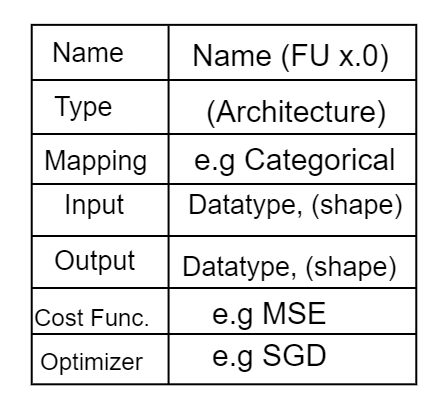 Name Name (FU x.0)
Type (Architecture)
Mapping e.g Categorical
Input Datatype, (shape)
Output Datatype, (shape)
Cost Func. e.g MSE
Optimizer e.g SGD